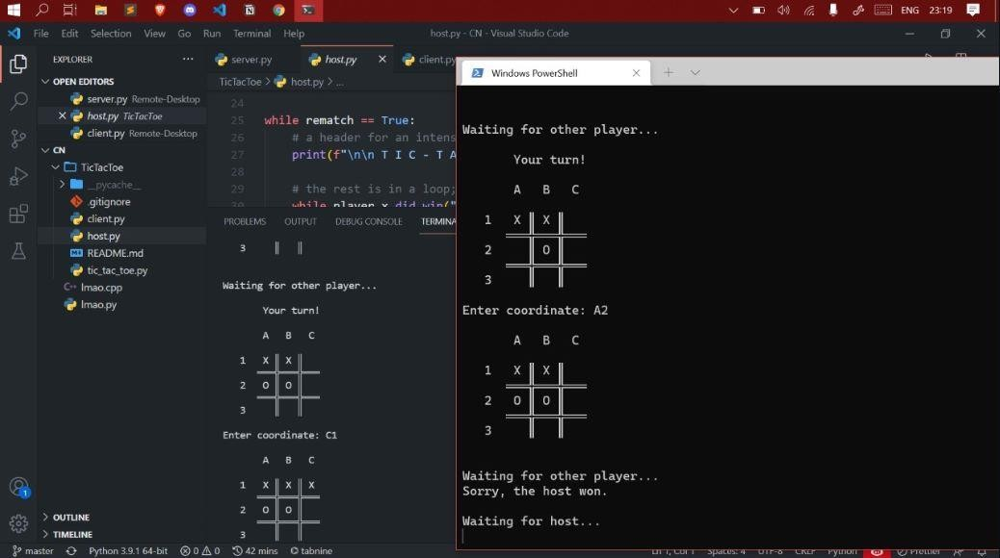 ENG 23:19
File Edit Selection View Go Run Terminal Help host.py - CN - Visual Studio Code
EXPLORER
OPEN EDITORS
server.py Remote-Desktop
host.py TicTacToe
client.py Remote-Desktop
CN
TicTacToe
__pycache__
.gitignore
client.py
host.py
README.md
tic_tac_toe.py
lmao.cpp
lmao.py
OUTLINE
TIMELINE
server.py host.py client.py
TicTacToe > host.py > ...
24
25 while rematch == True:
26 # a header for an intens
27 print(f"\n\n T I C - T A
28
29 # the rest is in a loop;
30 while player_x.did_win("
PROBLEMS OUTPUT DEBUG CONSOLE TERMINA
3
Waiting for other player...
Your turn!
A B C
1 X X
2 O O
3
Enter coordinate: C1
A B C
1 X X X
2 O O
3
Windows PowerShell
Waiting for other player...
Your turn!
A B C
1 X X
2 O
3
Enter coordinate: A2
A B C
1 X X
2 O O
3
Waiting for other player...
Sorry, the host won.
Waiting for host...
master Python 3.9.1 64-bit 0 0 42 mins tabnine Ln 1, Col 1 Spaces: 4 UTF-8 CRLF Python Prettier